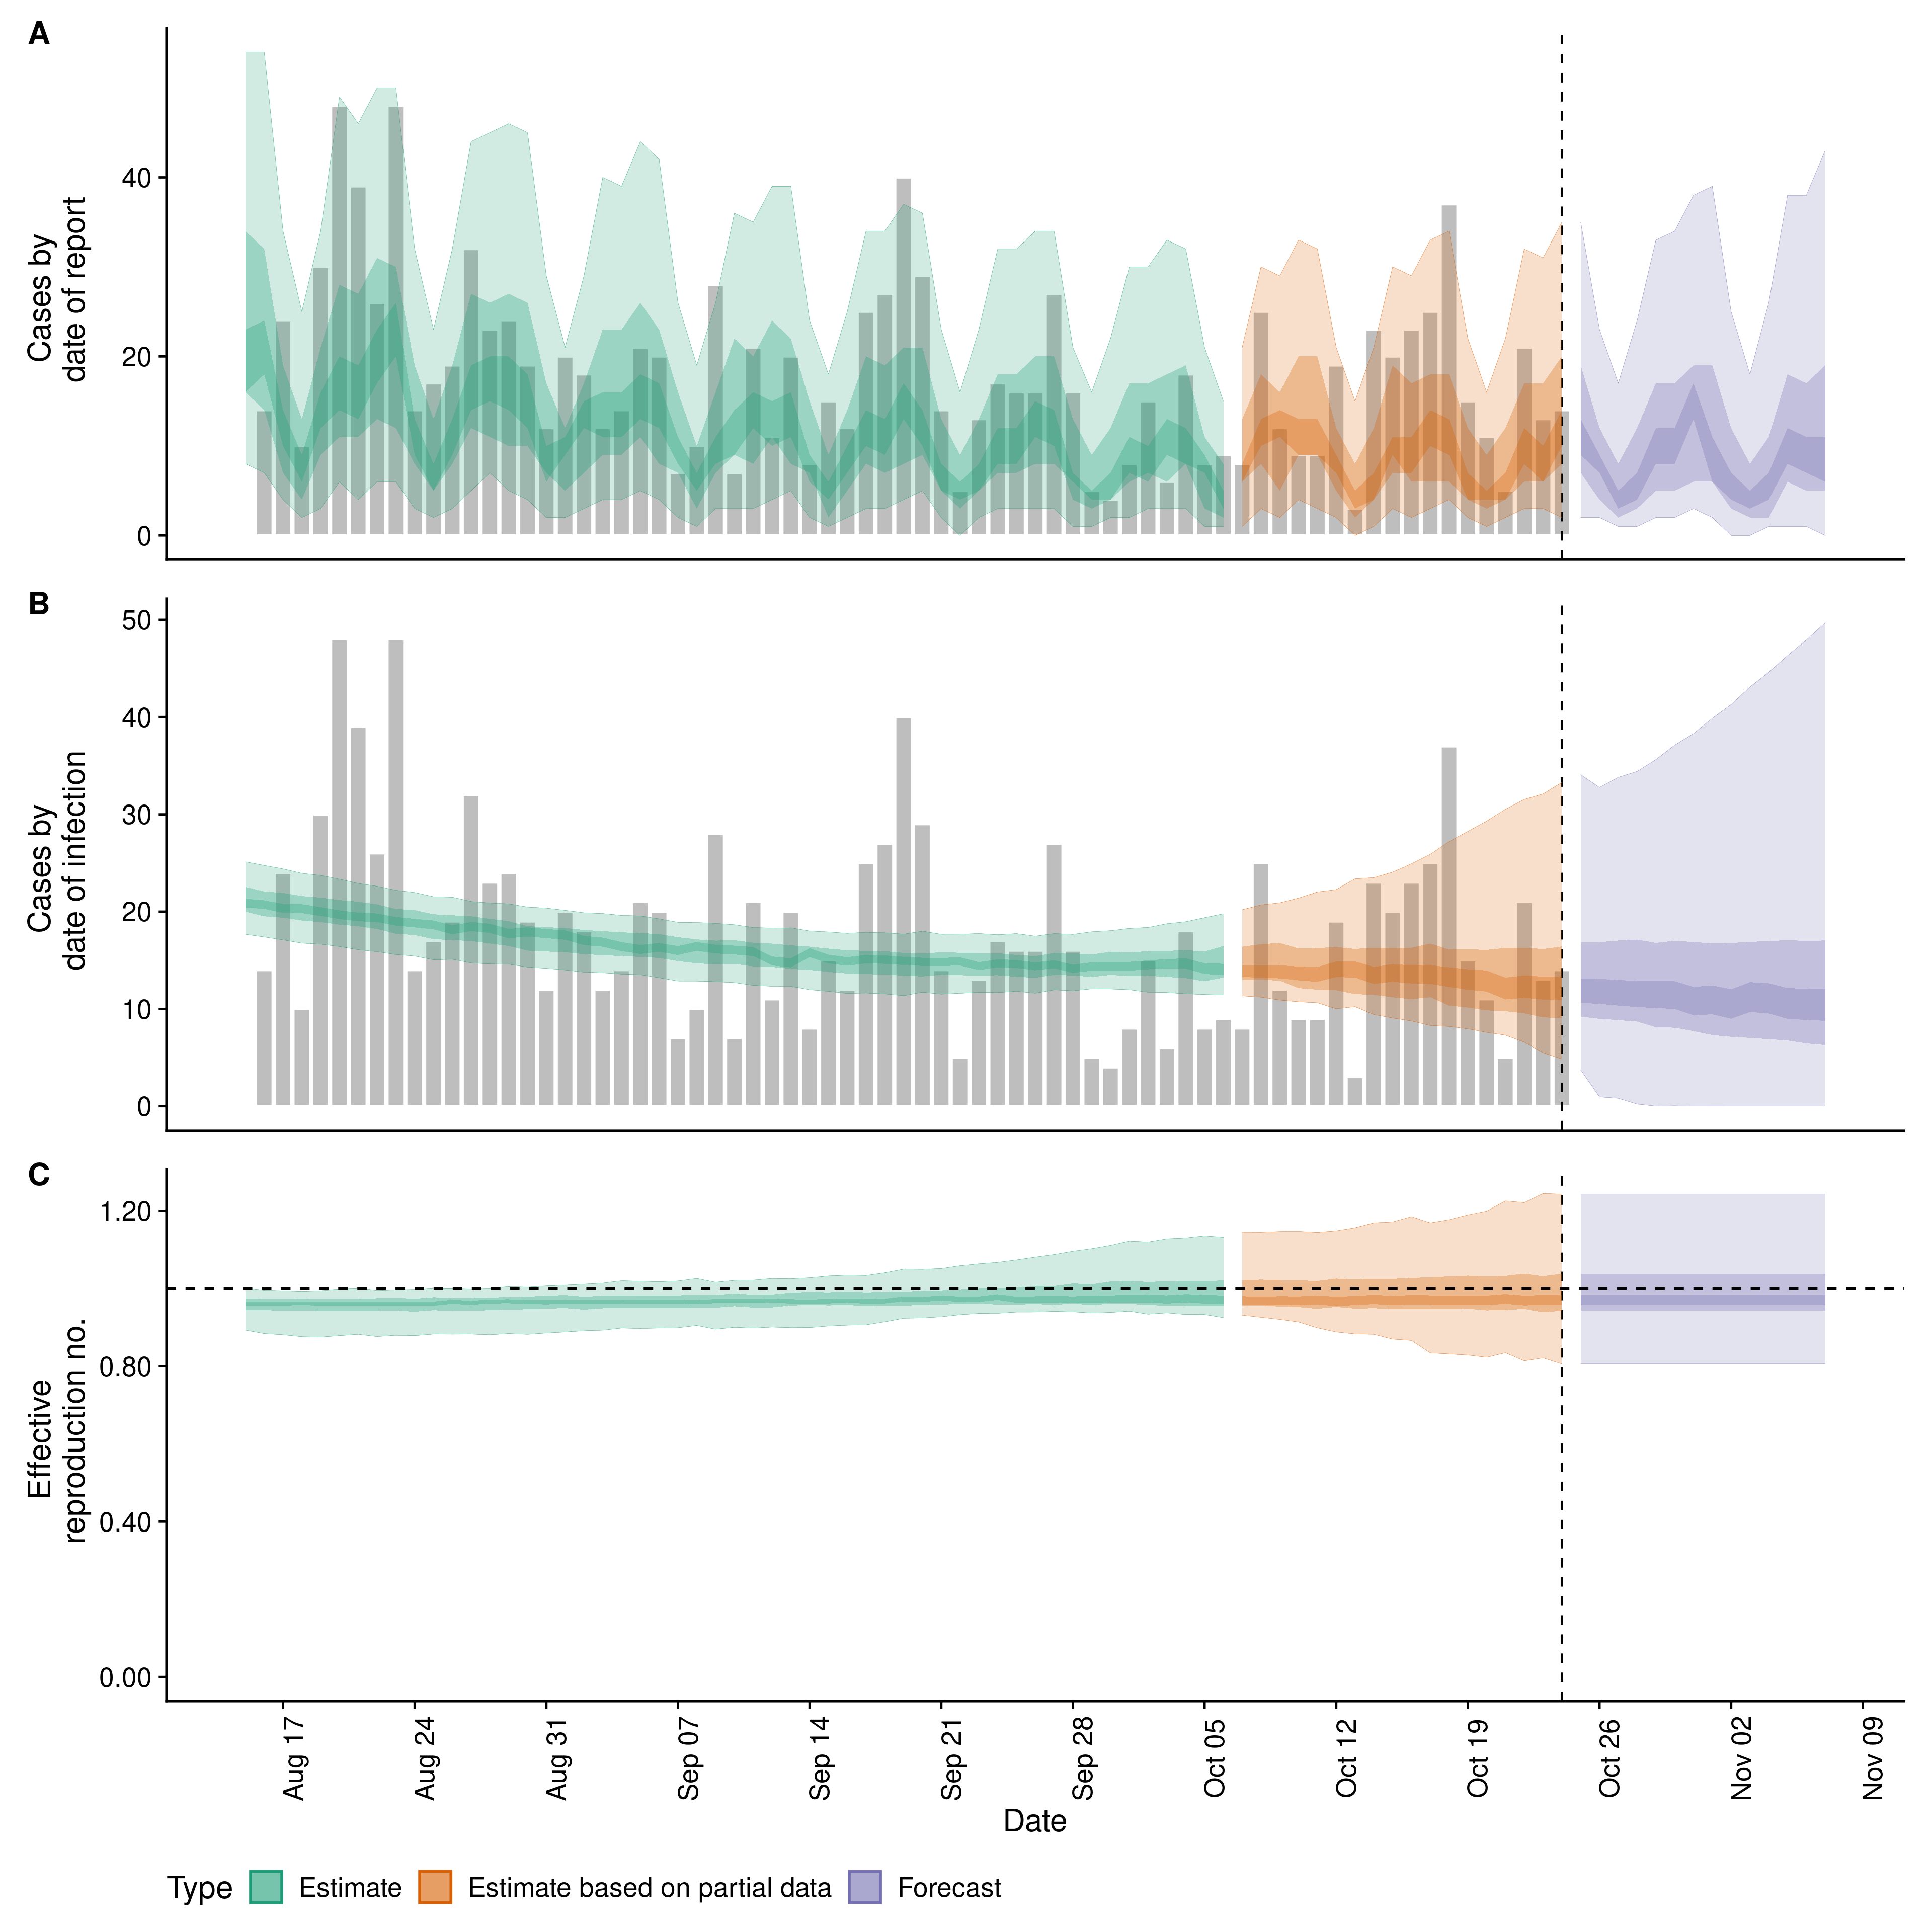 A
Cases by
date of report
40
20
0
B
Cases by
date of infection
50
40
30
20
10
0
C
Effective
reproduction no.
1.20
0.80
0.40
0.00
Aug 17
Aug 24
Aug 31
Sep 07
Sep 14
Sep 21
Sep 28
Oct 05
Oct 12
Oct 19
Oct 26
Nov 02
Nov 09
Date
Type Estimate Estimate based on partial data Forecast